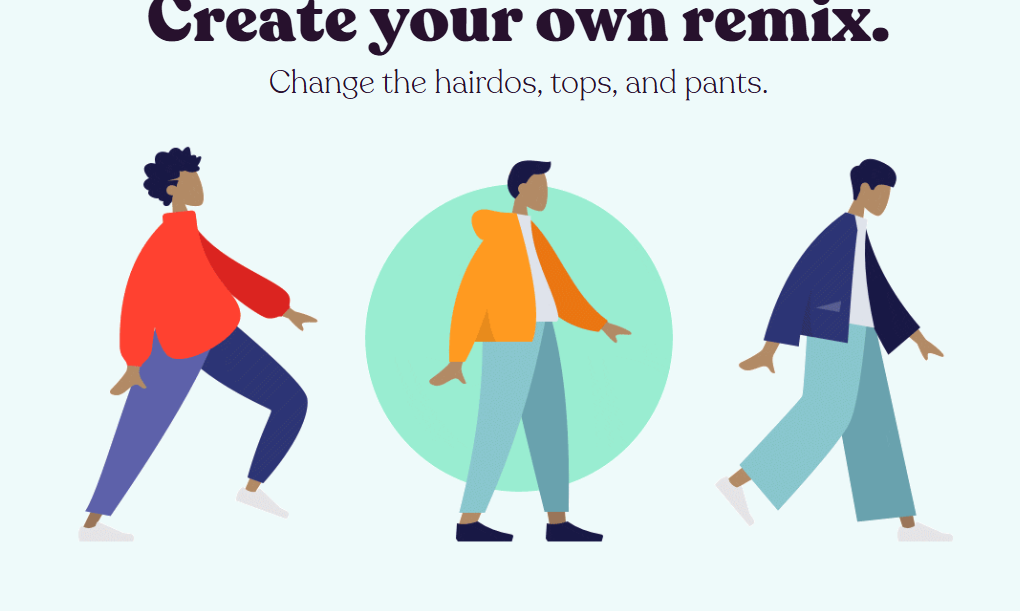 Create your own remix.
Change the hairdos, tops, and pants.